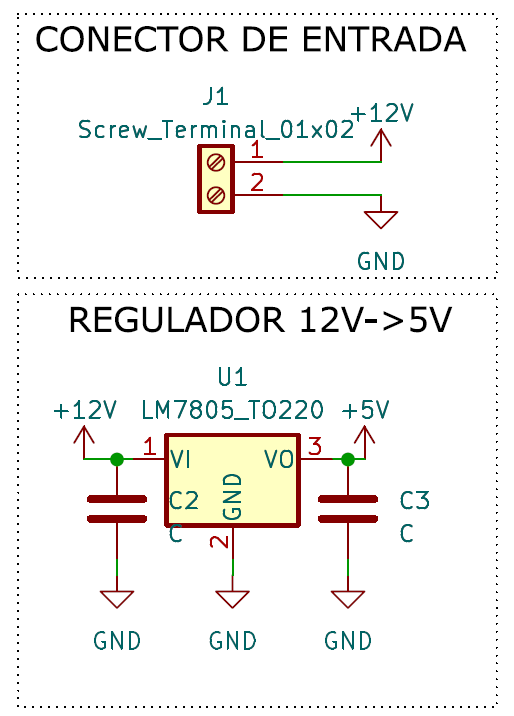 CONECTOR DE ENTRADA
J1
Screw_Terminal_01x02
+12V
1
2
GND
REGULADOR 12V->5V
U1
+12V LM7805_TO220 +5V
1 VI VO 3
GND
2
C2
C
C3
C
GND GND GND